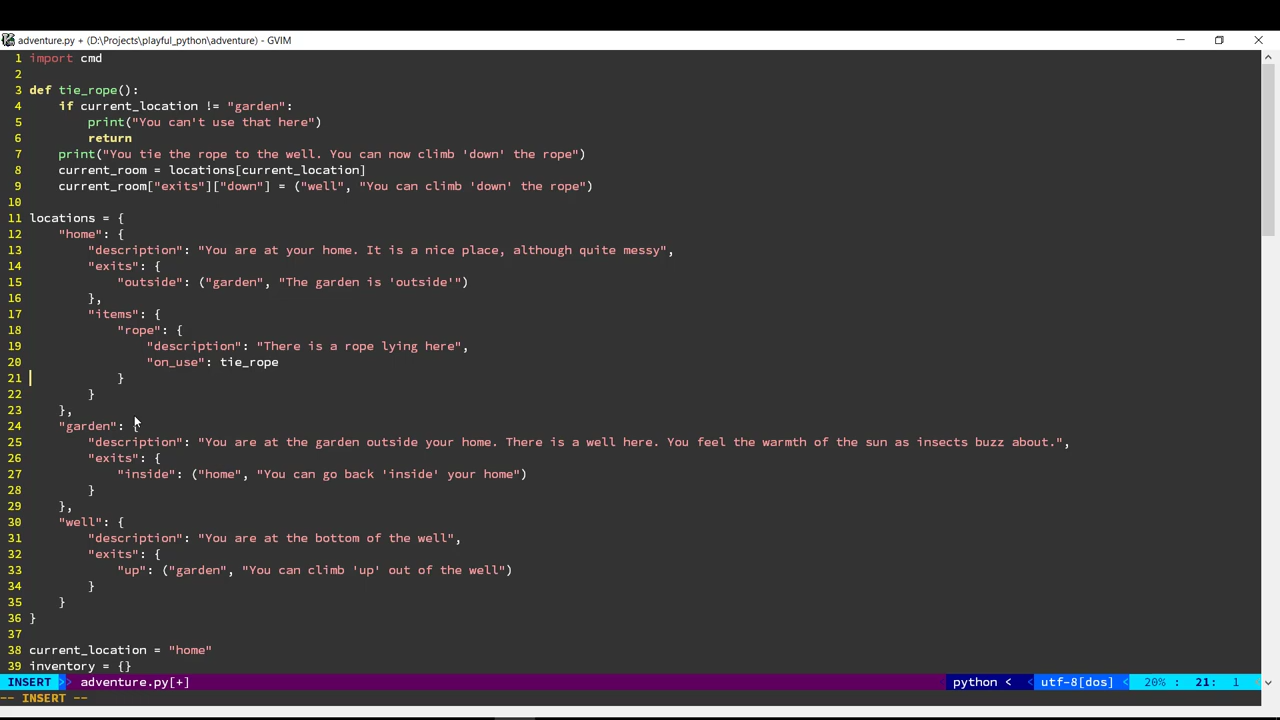 adventure.py + (D:\Projects\playful_python\adventure) - GVIM
1 import cmd
2
3 def tie_rope():
4     if current_location != "garden":
5         print("You can't use that here")
6         return
7     print("You tie the rope to the well. You can now climb 'down' the rope")
8     current_room = locations[current_location]
9     current_room["exits"]["down"] = ("well", "You can climb 'down' the rope")
10
11 locations = {
12     "home": {
13         "description": "You are at your home. It is a nice place, although quite messy",
14         "exits": {
15             "outside": ("garden", "The garden is 'outside'")
16         },
17         "items": {
18             "rope": {
19                 "description": "There is a rope lying here",
20                 "on_use": tie_rope
21             }
22         }
23     },
24     "garden": {
25         "description": "You are at the garden outside your home. There is a well here. You feel the warmth of the sun as insects buzz about.",
26         "exits": {
27             "inside": ("home", "You can go back 'inside' your home")
28         }
29     },
30     "well": {
31         "description": "You are at the bottom of the well",
32         "exits": {
33             "up": ("garden", "You can climb 'up' out of the well")
34         }
35     }
36 }
37
38 current_location = "home"
39 inventory = {}
INSERT > adventure.py[+] python < utf-8[dos] < 20% : 21: 1
-- INSERT --